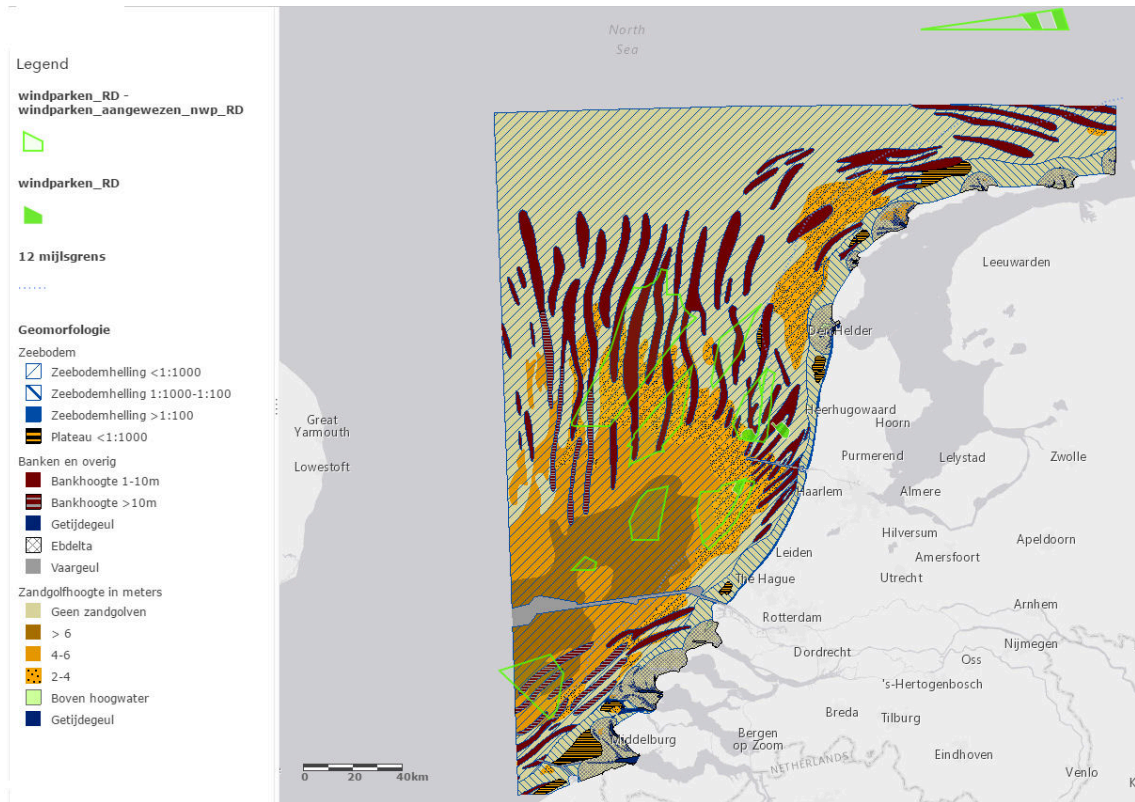 Legend
windparken_RD -
windparken_aangewezen_nwp_RD
windparken_RD
12 mijlsgrens
Geomorfologie
Zeebodem
Zeebodemhelling <1:1000
Zeebodemhelling 1:1000-1:100
Zeebodemhelling >1:100
Plateau <1:1000
Banken en overig
Bankhoogte 1-10m
Bankhoogte >10m
Getijdegeul
Ebdelta
Vaargeul
Zandgolfhoogte in meters
Geen zandgolven
> 6
4-6
2-4
Boven hoogwater
Getijdegeul
North
Sea
Leeuwarden
Den Helder
Great
Yarmouth
Heerhugowaard
Hoorn
Lowestoft
Purmerend
Lelystad
Zwolle
Haarlem
Almere
Hilversum
Apeldoorn
Leiden
Amersfoort
The Hague
Utrecht
Arnhem
Rotterdam
Nijmegen
Dordrecht
Oss
's-Hertogenbosch
Breda
Tilburg
Middelburg
Bergen
op Zoom
Eindhoven
NETHERLANDS
Venlo
K
0 20 40km